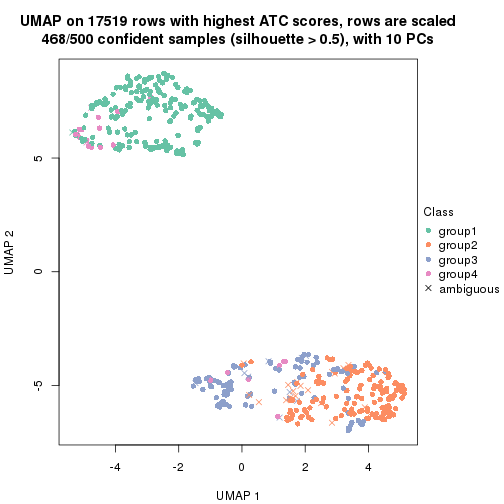 UMAP on 17519 rows with highest ATC scores, rows are scaled
468/500 confident samples (silhouette > 0.5), with 10 PCs
5
0
-5
UMAP 2
-4
-2
0
2
4
UMAP 1
Class
group1
group2
group3
group4
ambiguous